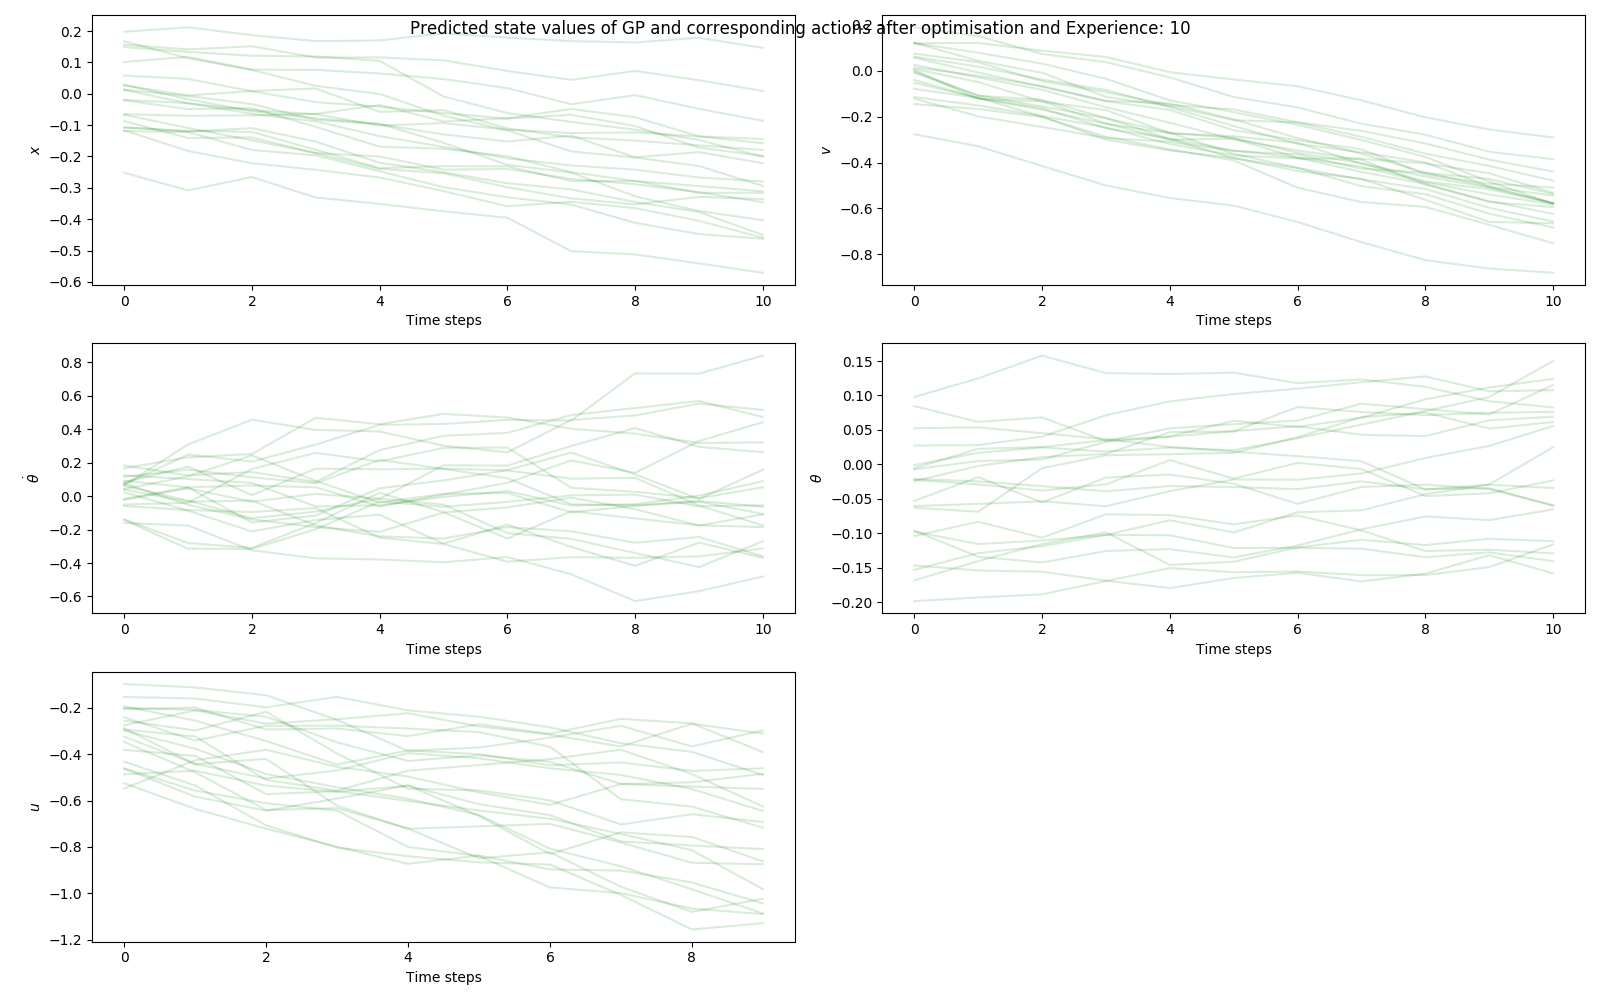 Predicted state values of GP and corresponding actions after optimisation and Experience: 10
0.2
0.1
0.0
−0.1
−0.2
−0.3
−0.4
−0.5
−0.6
x
0 2 4 6 8 10
Time steps
0.2
0.0
−0.2
−0.4
−0.6
−0.8
v
0 2 4 6 8 10
Time steps
0.8
0.6
0.4
0.2
0.0
−0.2
−0.4
−0.6
θ̇
0 2 4 6 8 10
Time steps
0.15
0.10
0.05
0.00
−0.05
−0.10
−0.15
−0.20
θ
0 2 4 6 8 10
Time steps
−0.2
−0.4
−0.6
−0.8
−1.0
−1.2
u
0 2 4 6 8
Time steps